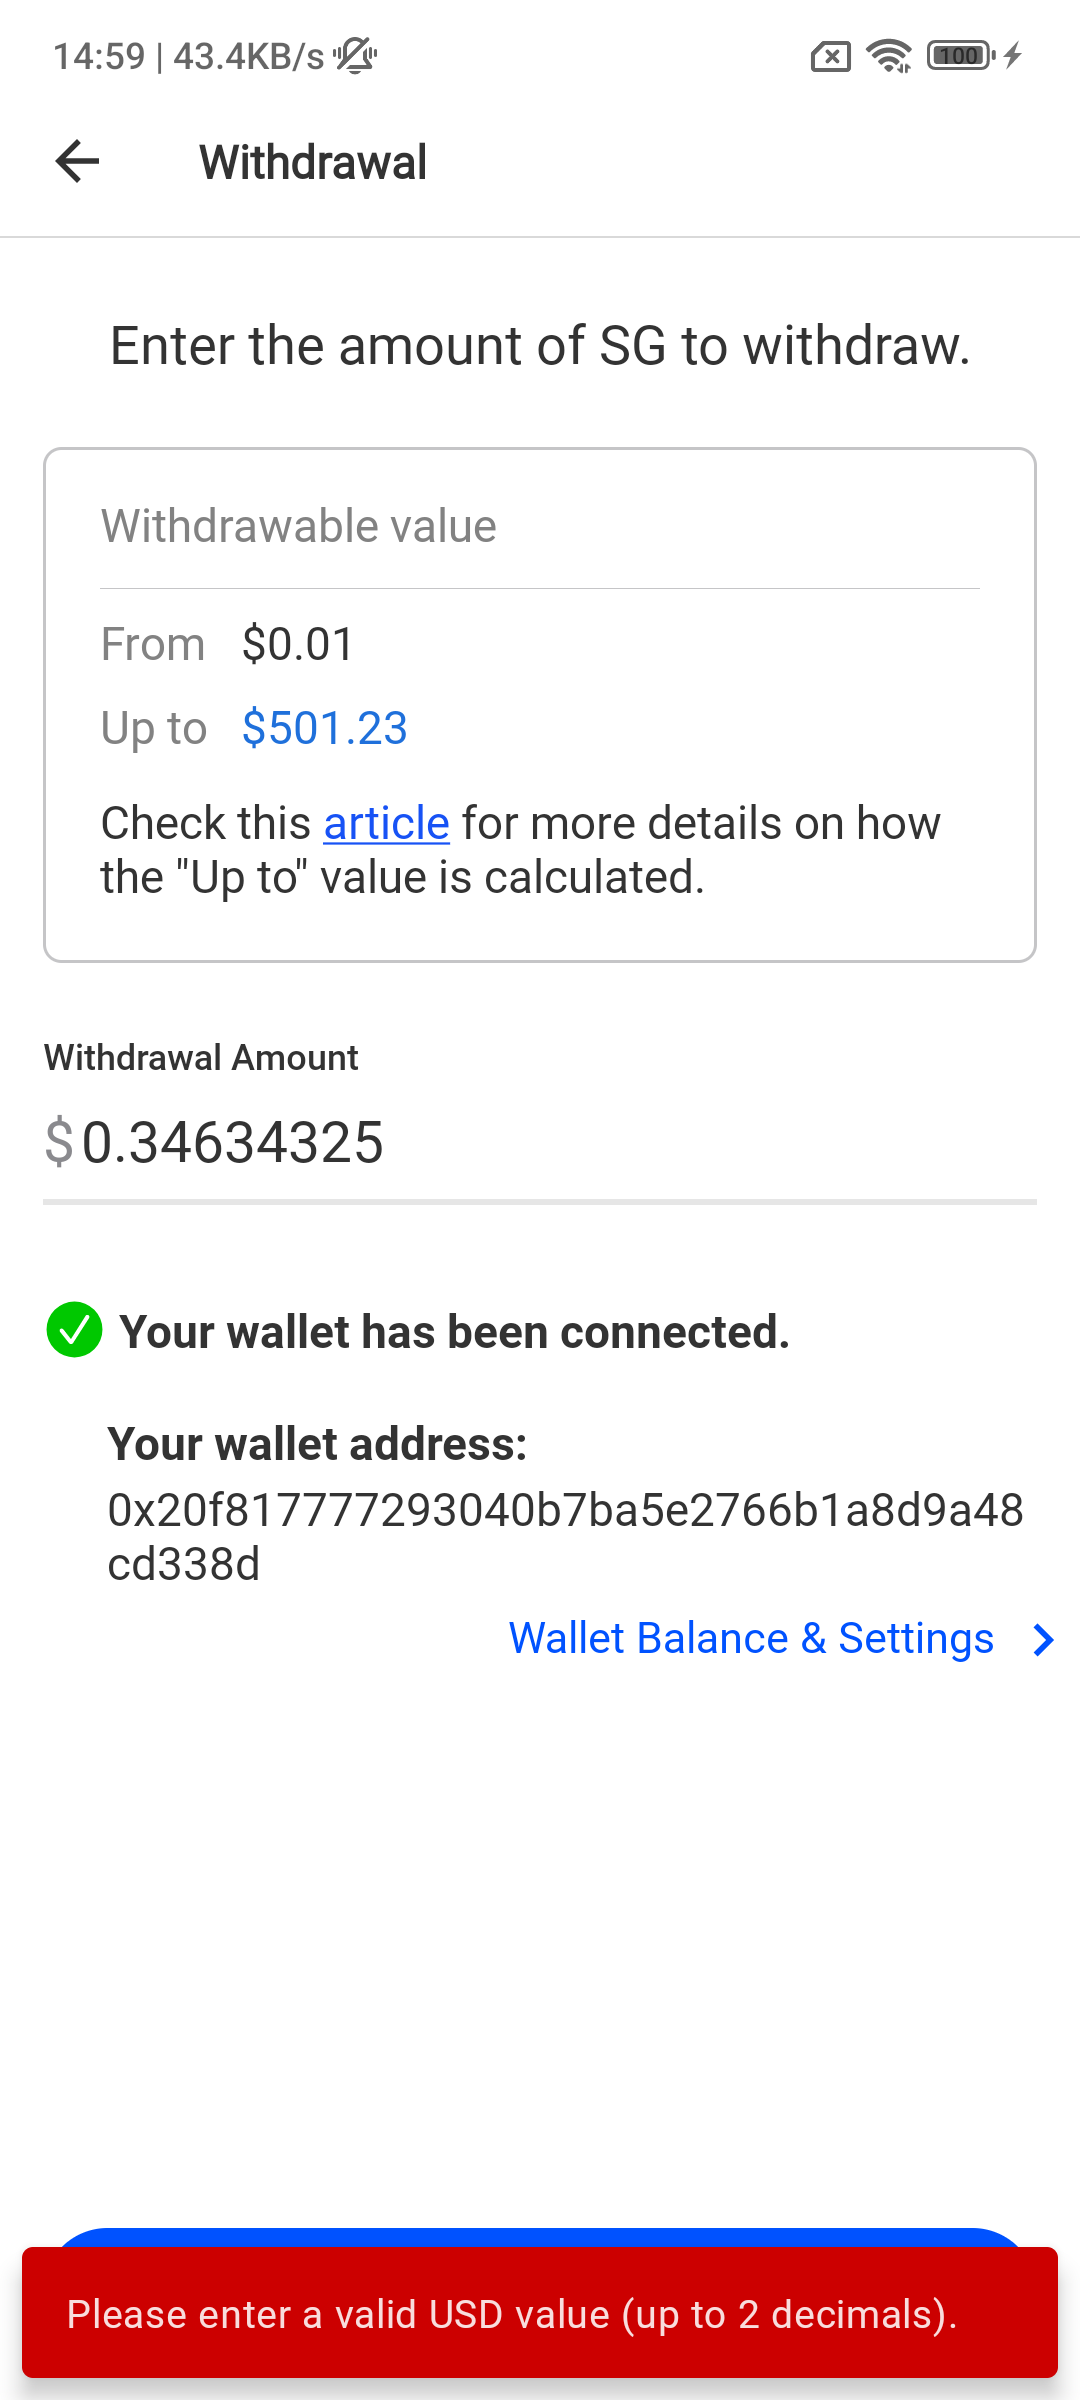 14:59 | 43.4KB/s
100
Withdrawal
Enter the amount of SG to withdraw.
Withdrawable value
From $0.01
Up to $501.23
Check this article for more details on how
the "Up to" value is calculated.
Withdrawal Amount
$0.34634325
Your wallet has been connected.
Your wallet address:
0x20f817777293040b7ba5e2766b1a8d9a48
cd338d
Wallet Balance & Settings
Please enter a valid USD value (up to 2 decimals).